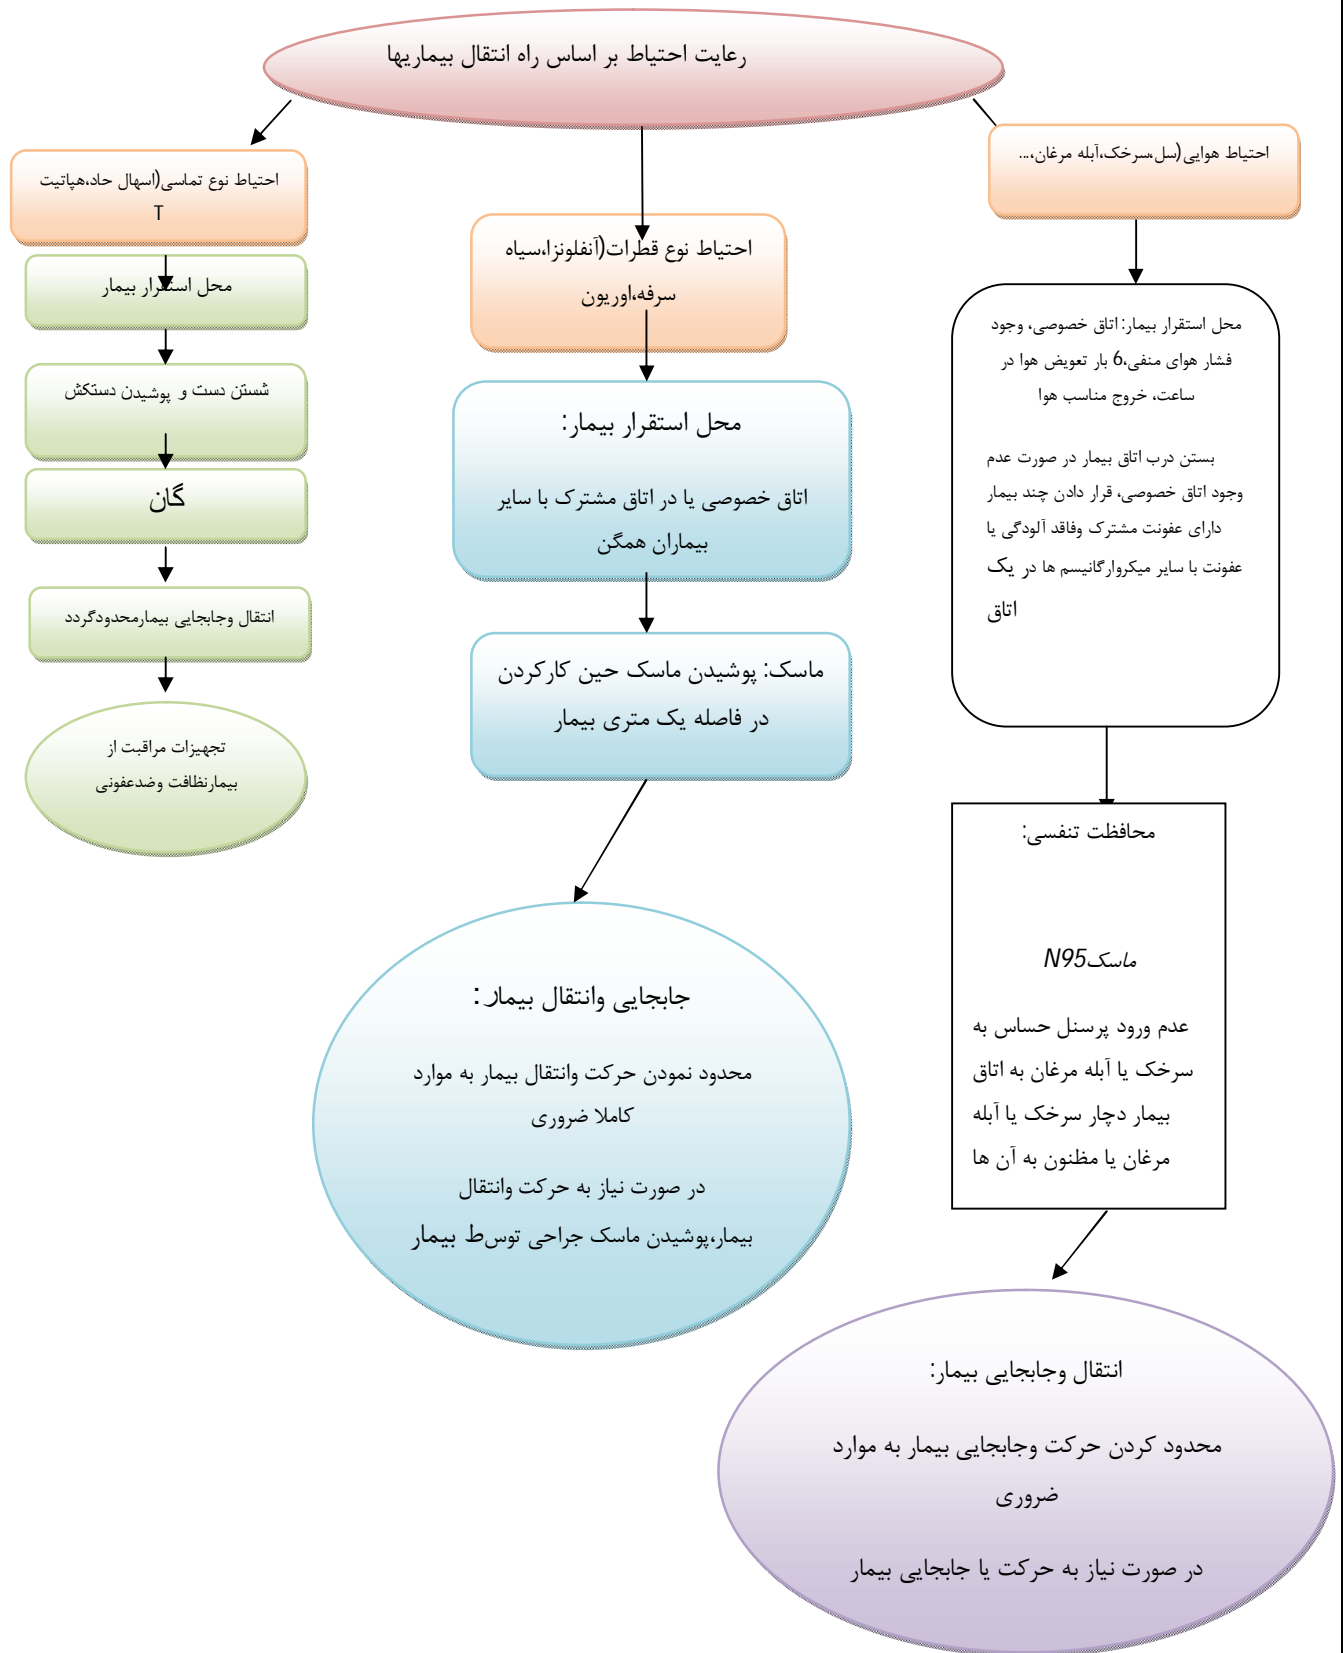 رعایت احتیاط بر اساس راه انتقال بیماریها
احتیاط هوایی(سل،سرخک،آبله مرغان،...
محل استقرار بیمار: اتاق خصوصی، وجود
فشار هوای منفی،6 بار تعویض هوا در
ساعت، خروج مناسب هوا
بستن درب اتاق بیمار در صورت عدم
وجود اتاق خصوصی، قرار دادن چند بیمار
دارای عفونت مشترک وفاقد آلودگی یا
عفونت با سایر میکروارگانیسم ها در یک
اتاق
محافظت تنفسی:
ماسکN95
عدم ورود پرسنل حساس به
سرخک یا آبله مرغان به اتاق
بیمار دچار سرخک یا آبله
مرغان یا مظنون به آن ها
انتقال وجابجایی بیمار:
محدود کردن حرکت وجابجایی بیمار به موارد
ضروری
در صورت نیاز به حرکت یا جابجایی بیمار
احتیاط نوع قطرات(آنفلونزا،سیاه
سرفه،اوریون
محل استقرار بیمار:
اتاق خصوصی یا در اتاق مشترک با سایر
بیماران همگن
ماسک: پوشیدن ماسک حین کارکردن
در فاصله یک متری بیمار
جابجایی وانتقال بیمار:
محدود نمودن حرکت وانتقال بیمار به موارد
کاملا ضروری
در صورت نیاز به حرکت وانتقال
بیمار،پوشیدن ماسک جراحی توسط بیمار
احتیاط نوع تماسی(اسهال حاد،هپاتیت
T
محل استقرار بیمار
شستن دست و پوشیدن دستکش
گان
انتقال وجابجایی بیمارمحدودگردد
تجهیزات مراقبت از
بیمارنظافت وضدعفونی